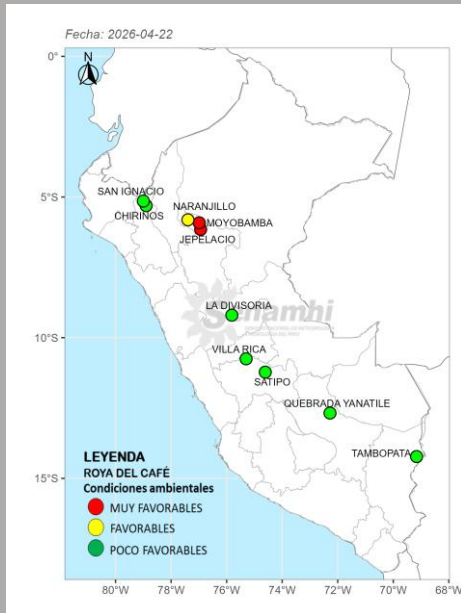 Fecha: 2026-04-22
N
0°
5°S
10°S
15°S
SAN IGNACIO
CHIRINOS
NARANJILLO
MOYOBAMBA
JEPELACIO
LA DIVISORIA
Senamhi
VILLA RICA
SATIPO
QUEBRADA YANATILE
TAMBOPATA
LEYENDA
ROYA DEL CAFÉ
Condiciones ambientales
MUY FAVORABLES
FAVORABLES
POCO FAVORABLES
80°W 78°W 76°W 74°W 72°W 70°W 68°W